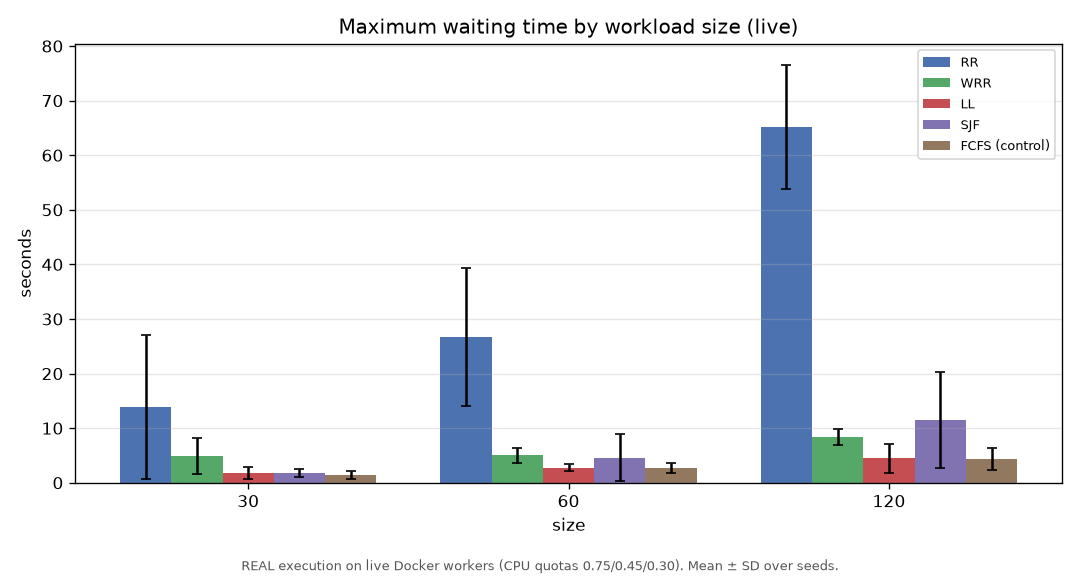 Maximum waiting time by workload size (live)
80
70
60
50
40
30
20
10
0
seconds
RR
WRR
LL
SJF
FCFS (control)
30
60
120
size
REAL execution on live Docker workers (CPU quotas 0.75/0.45/0.30). Mean ± SD over seeds.